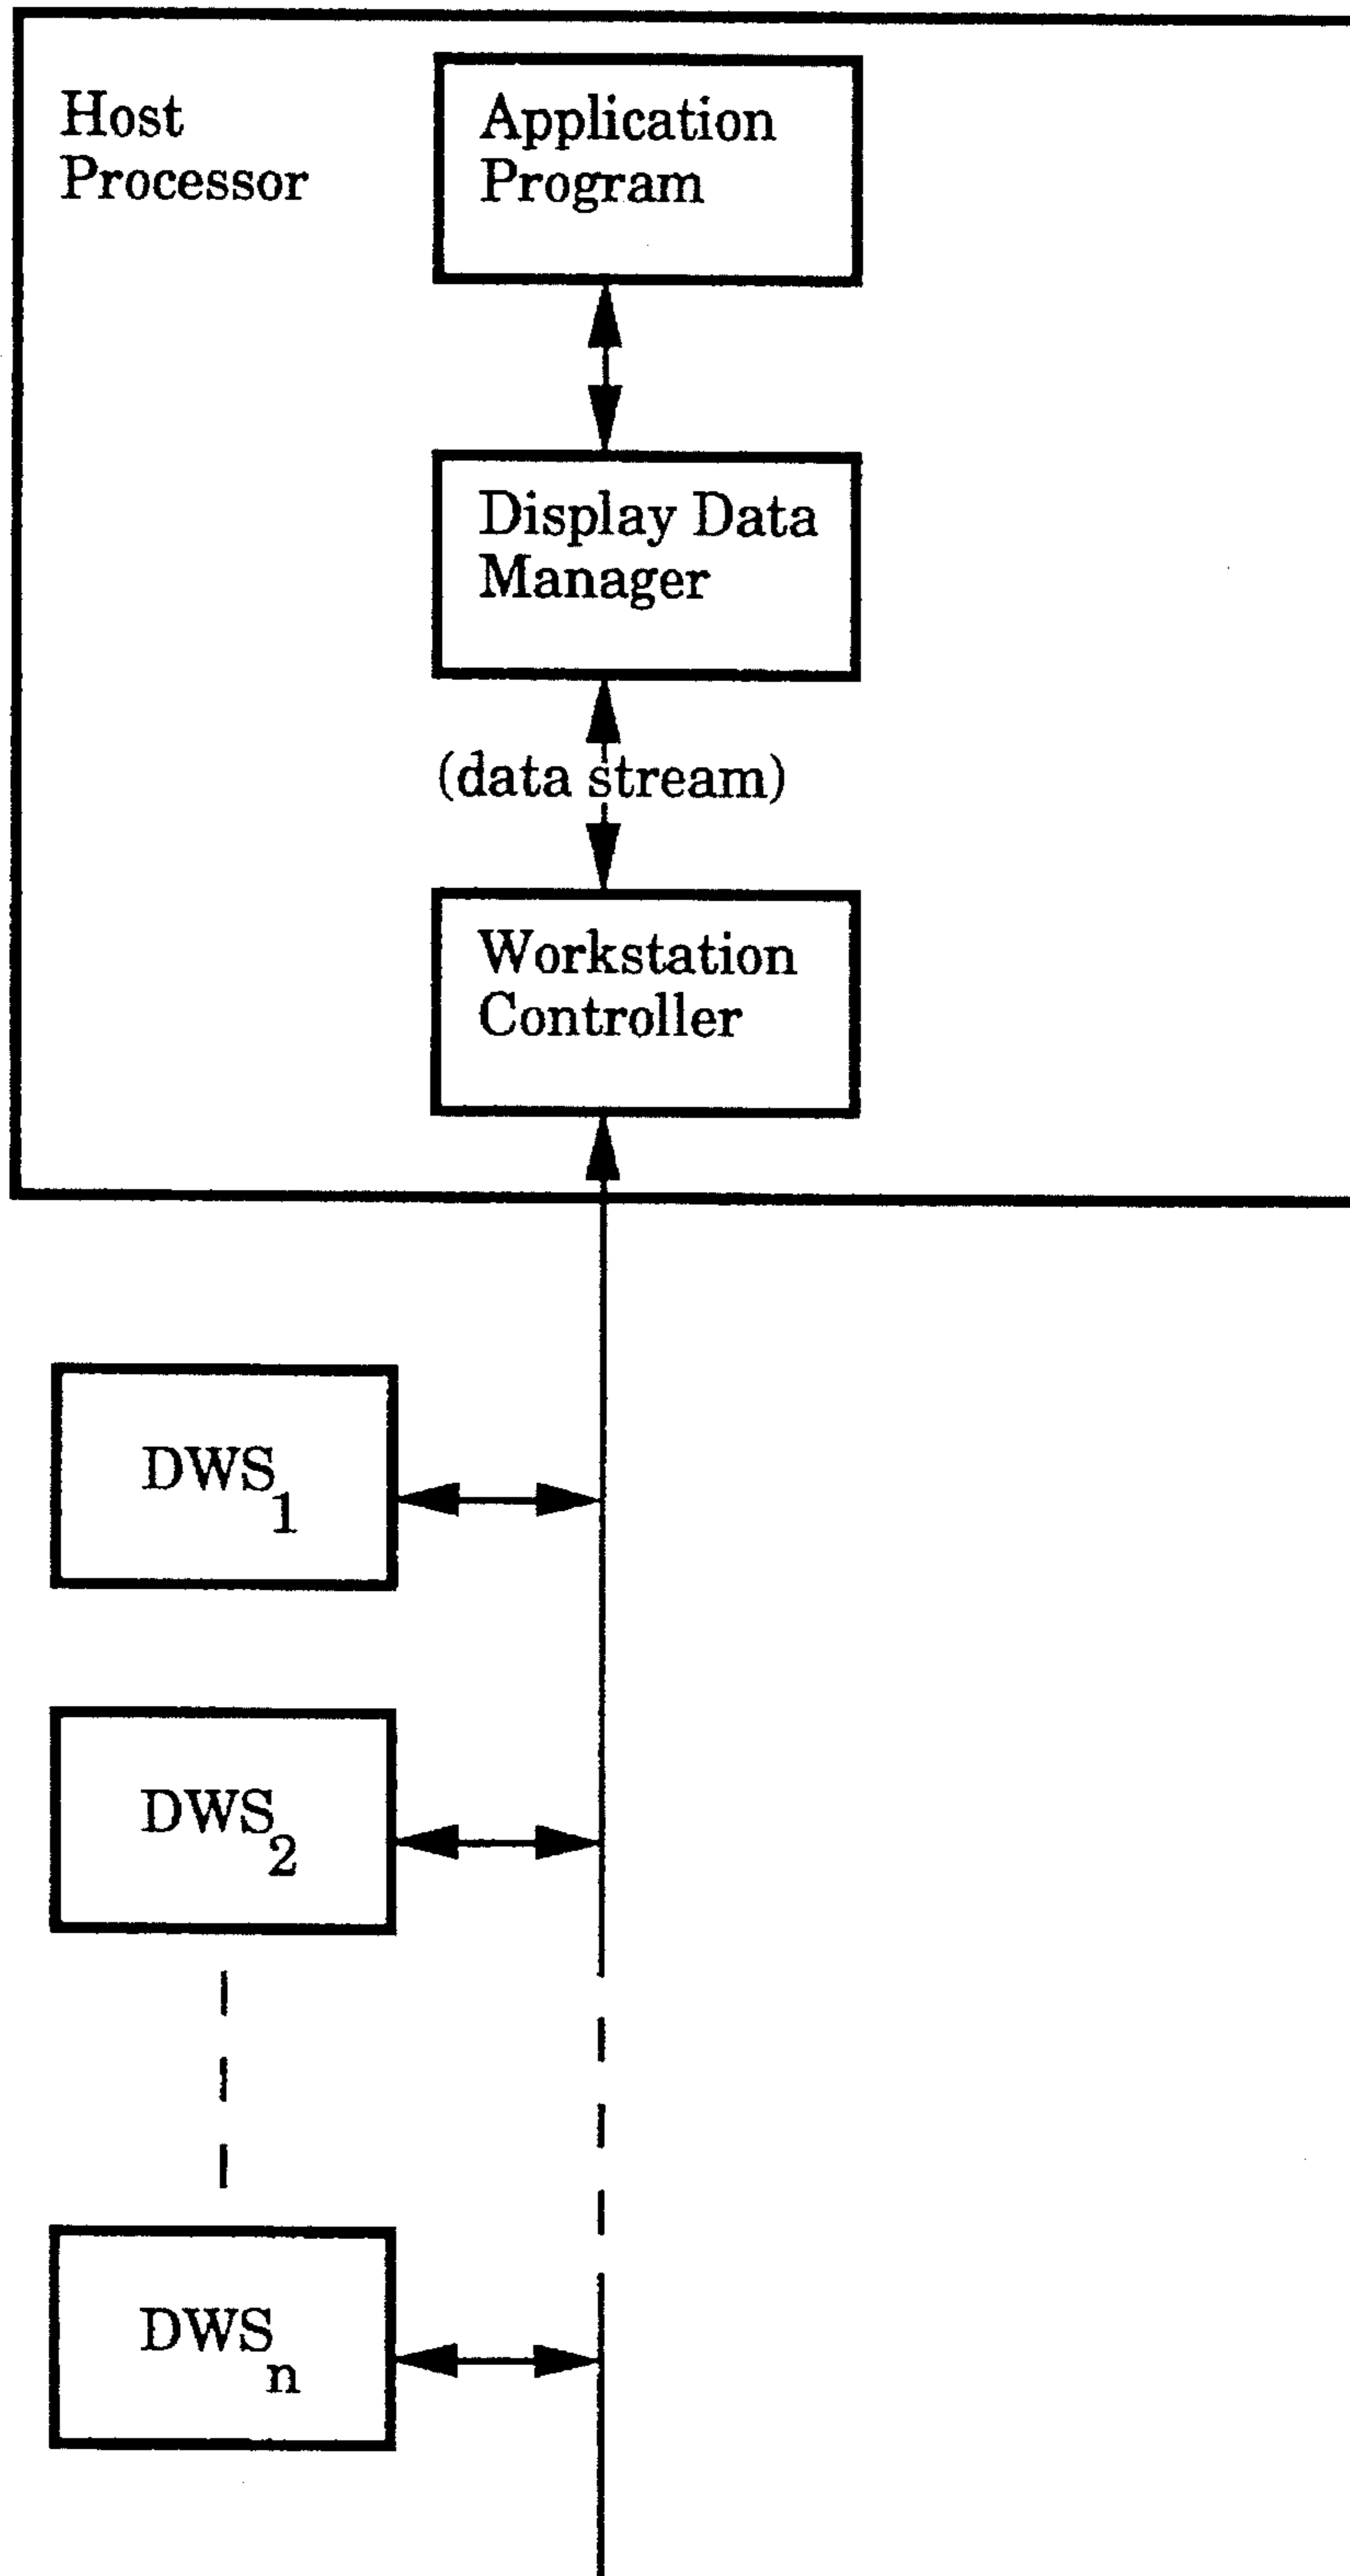 Host
Processor
Application
Program
Display Data
Manager
(data stream)
Workstation
Controller
DWS1
DWS2
DWSn